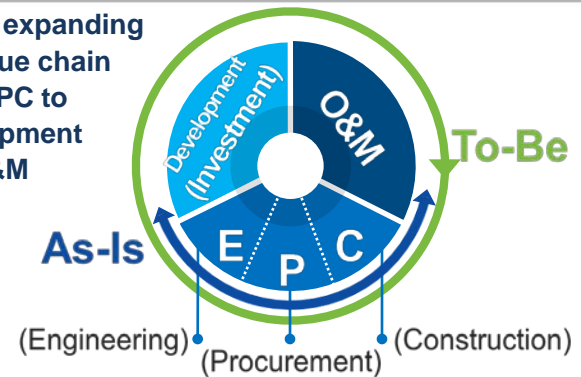 expanding
ue chain
PC to
pment
&M
Development
(Investment)
O&M
To-Be
As-Is
E
P
C
(Engineering)
(Procurement)
(Construction)